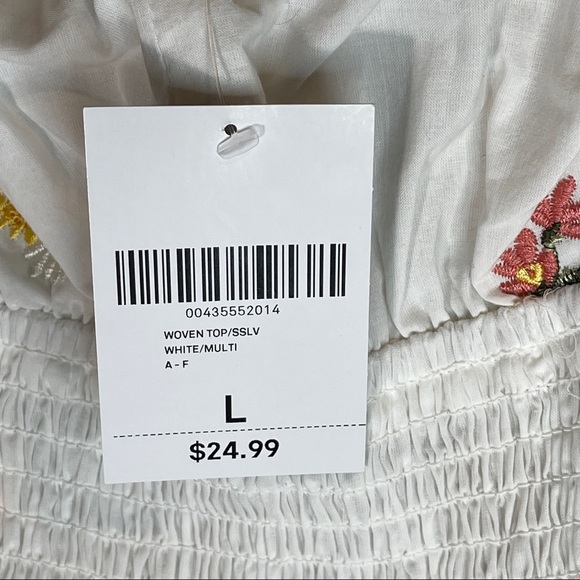 00435552014
WOVEN TOP/SSLV
WHITE/MULTI
A - F
L
$24.99